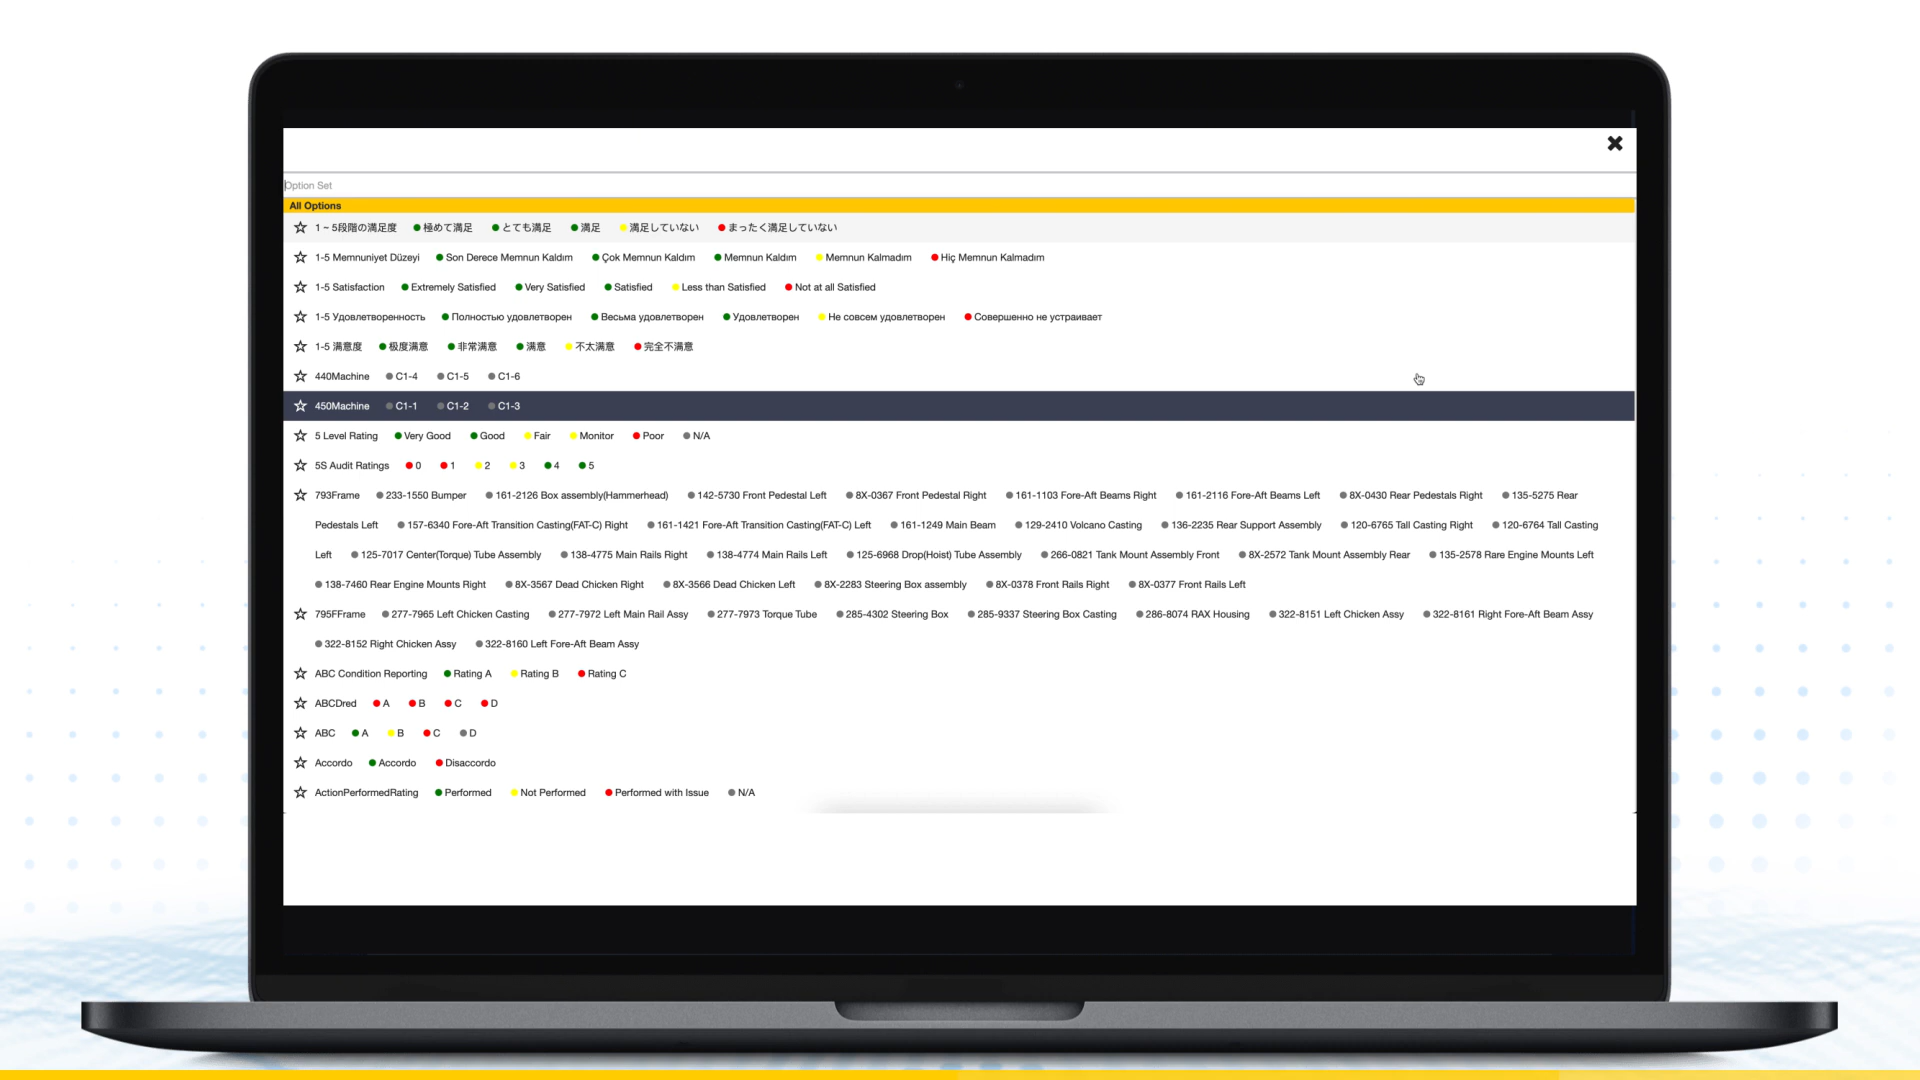 Option Set
All Options
1 ~ 5段階の満足度 極めて満足 とても満足 満足 満足していない まったく満足していない
1-5 Memnuniyet Düzeyi Son Derece Memnun Kaldım Çok Memnun Kaldım Memnun Kaldım Memnun Kalmadım Hiç Memnun Kalmadım
1-5 Satisfaction Extremely Satisfied Very Satisfied Satisfied Less than Satisfied Not at all Satisfied
1-5 Удовлетворенность Полностью удовлетворен Весьма удовлетворен Удовлетворен Не совсем удовлетворен Совершенно не устраивает
1-5 满意度 极度满意 非常满意 满意 不太满意 完全不满意
440Machine C1-4 C1-5 C1-6
450Machine C1-1 C1-2 C1-3
5 Level Rating Very Good Good Fair Monitor Poor N/A
5S Audit Ratings 0 1 2 3 4 5
793Frame 233-1550 Bumper 161-2126 Box assembly(Hammerhead) 142-5730 Front Pedestal Left 8X-0367 Front Pedestal Right 161-1103 Fore-Aft Beams Right 161-2116 Fore-Aft Beams Left 8X-0430 Rear Pedestals Right 135-5275 Rear
Pedestals Left 157-6340 Fore-Aft Transition Casting(FAT-C) Right 161-1421 Fore-Aft Transition Casting(FAT-C) Left 161-1249 Main Beam 129-2410 Volcano Casting 136-2235 Rear Support Assembly 120-6765 Tall Casting Right 120-6764 Tall Casting
Left 125-7017 Center(Torque) Tube Assembly 138-4775 Main Rails Right 138-4774 Main Rails Left 125-6968 Drop(Hoist) Tube Assembly 266-0821 Tank Mount Assembly Front 8X-2572 Tank Mount Assembly Rear 135-2578 Rare Engine Mounts Left
138-7460 Rear Engine Mounts Right 8X-3567 Dead Chicken Right 8X-3566 Dead Chicken Left 8X-2283 Steering Box assembly 8X-0378 Front Rails Right 8X-0377 Front Rails Left
795FFrame 277-7965 Left Chicken Casting 277-7972 Left Main Rail Assy 277-7973 Torque Tube 285-4302 Steering Box 285-9337 Steering Box Casting 286-8074 RAX Housing 322-8151 Left Chicken Assy 322-8161 Right Fore-Aft Beam Assy
322-8152 Right Chicken Assy 322-8160 Left Fore-Aft Beam Assy
ABC Condition Reporting Rating A Rating B Rating C
ABCDred A B C D
ABC A B C D
Accordo Accordo Disaccordo
ActionPerformedRating Performed Not Performed Performed with Issue N/A